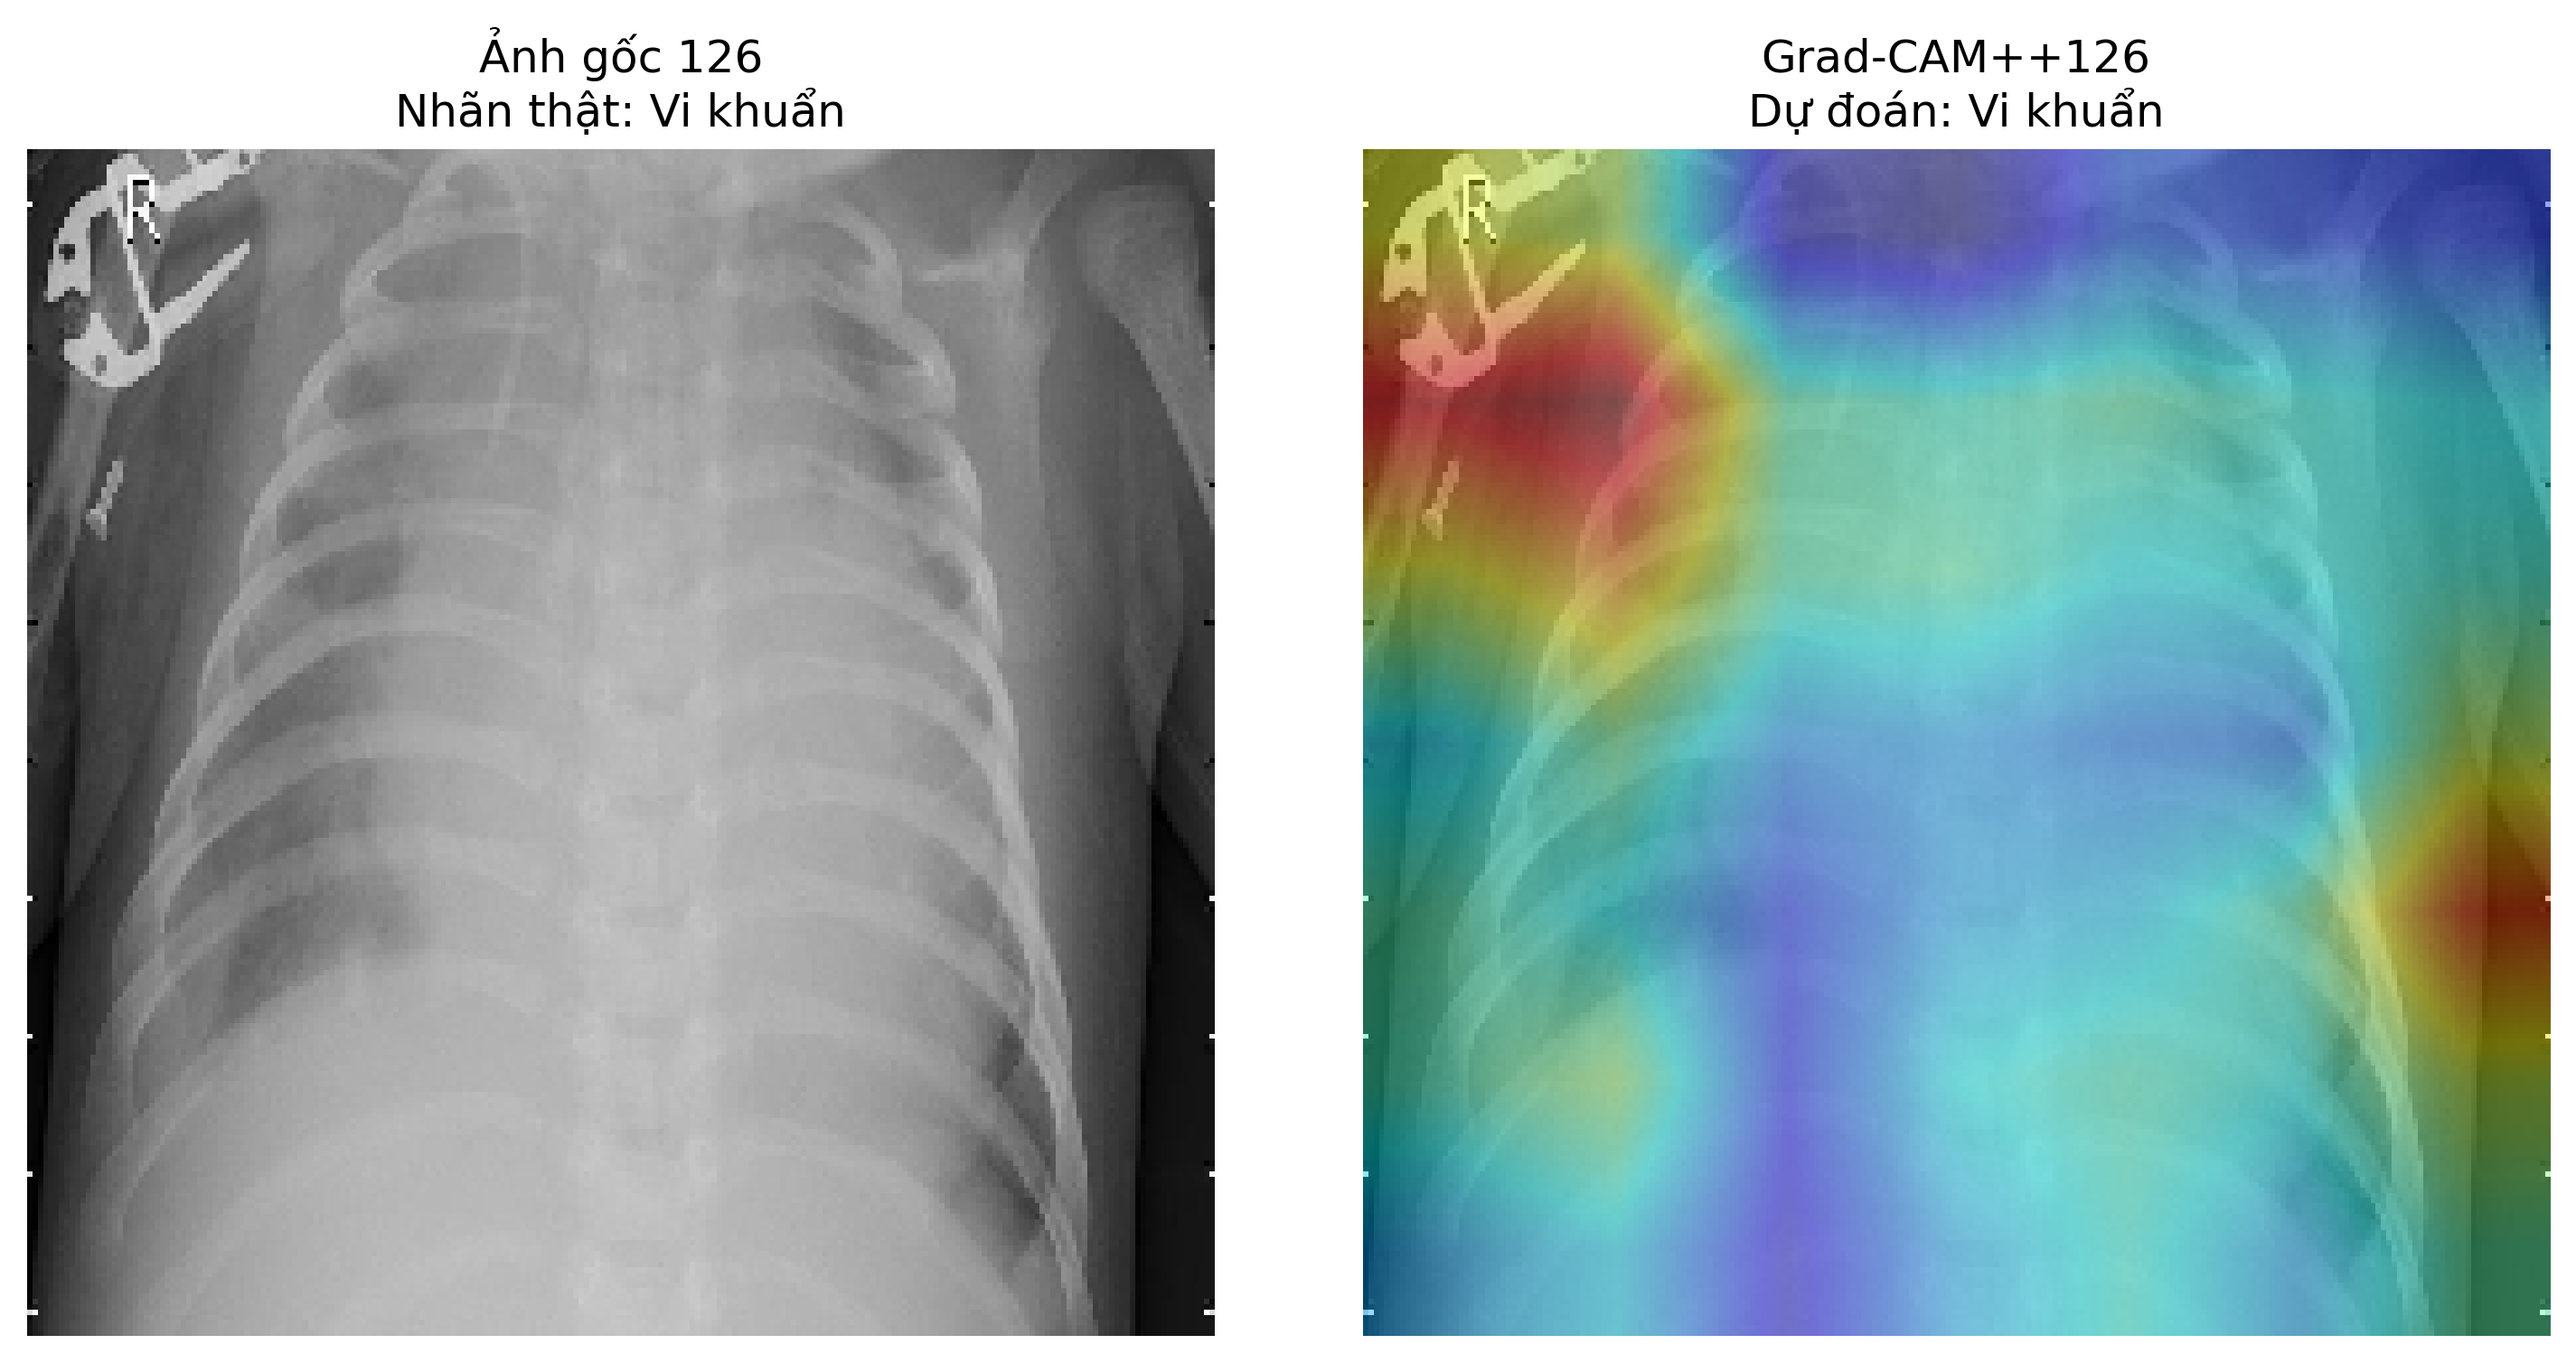 Ảnh gốc 126
Nhãn thật: Vi khuẩn
R
Grad-CAM++126
Dự đoán: Vi khuẩn
R